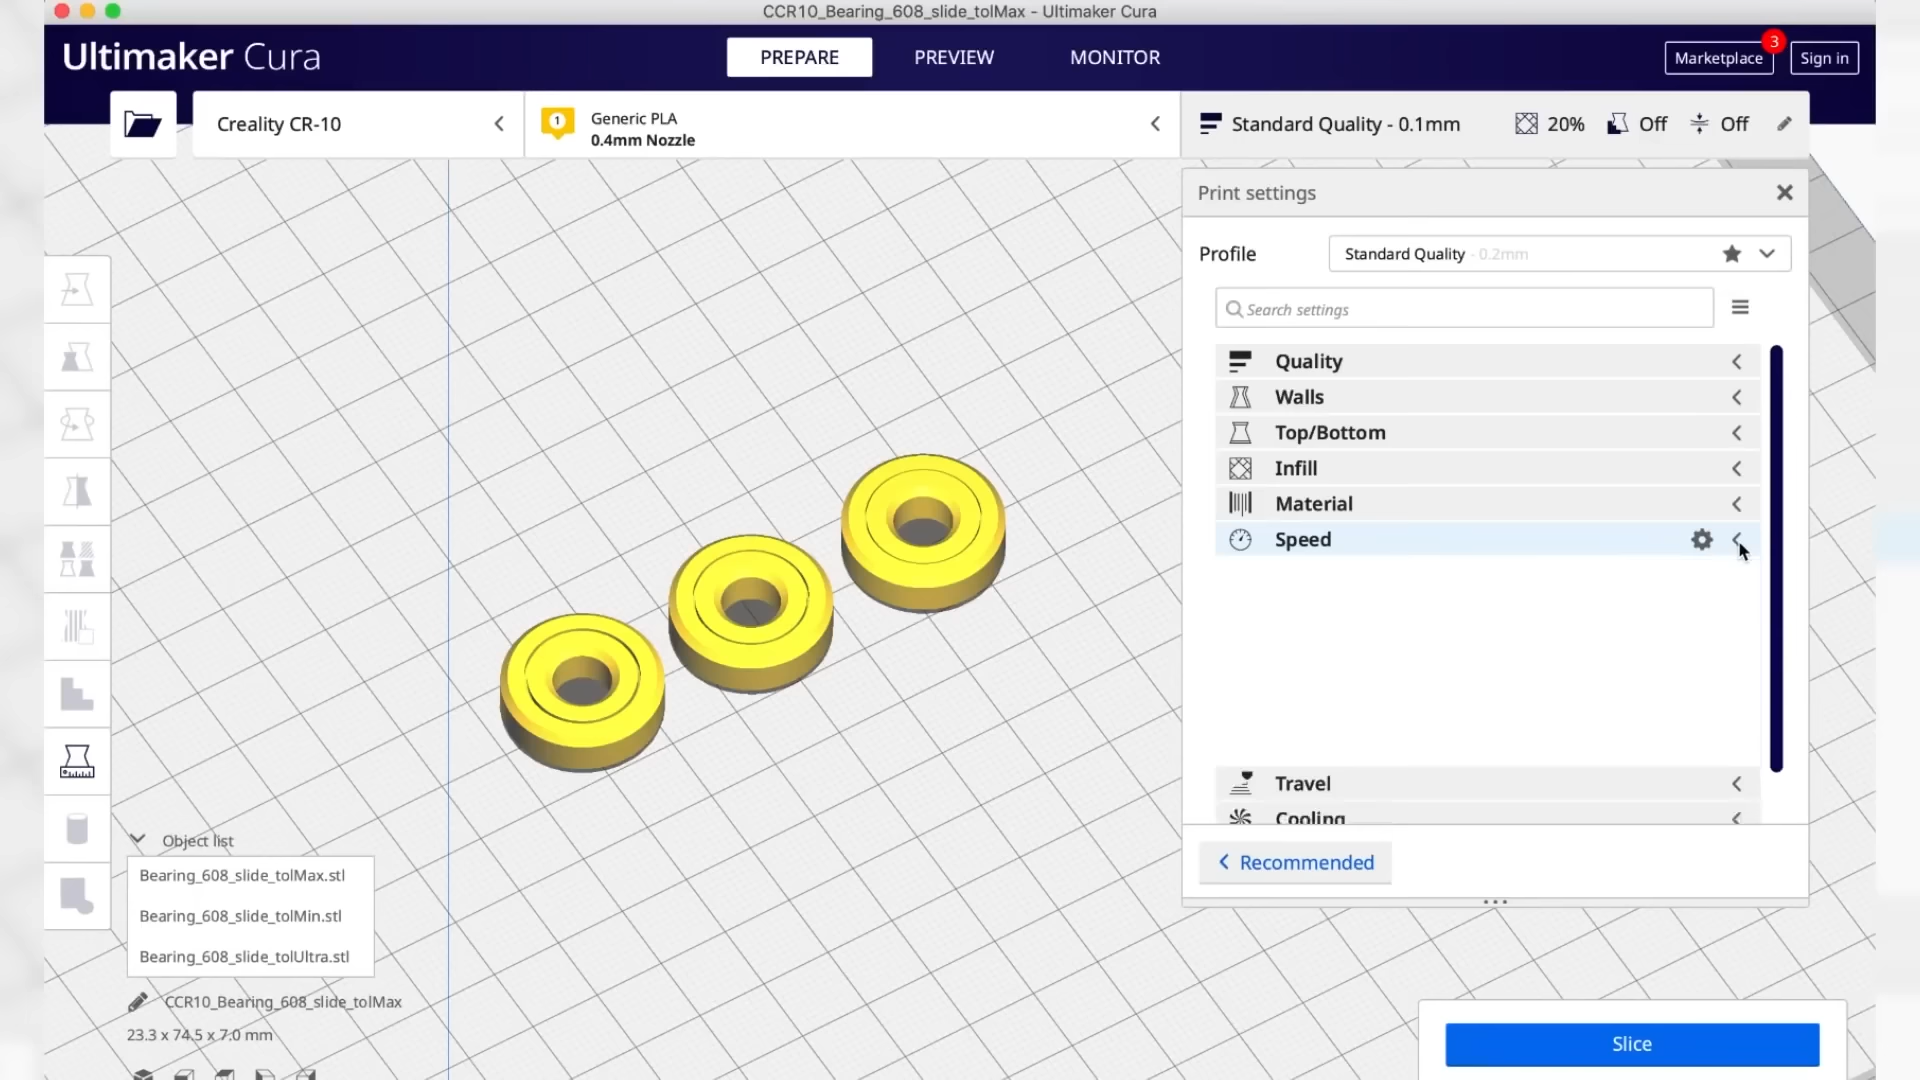 CCR10_Bearing_608_slide_tolMax - Ultimaker Cura
Ultimaker Cura
PREPARE
PREVIEW
MONITOR
Marketplace
3
Sign in
Creality CR-10
1
Generic PLA
0.4mm Nozzle
Standard Quality - 0.1mm
20%
Off
Off
Print settings
Profile
Standard Quality - 0.2mm
Search settings
Quality
Walls
Top/Bottom
Infill
Material
Speed
Travel
Cooling
Recommended
Object list
Bearing_608_slide_tolMax.stl
Bearing_608_slide_tolMin.stl
Bearing_608_slide_tolUltra.stl
CCR10_Bearing_608_slide_tolMax
23.3 x 74.5 x 7.0 mm
Slice